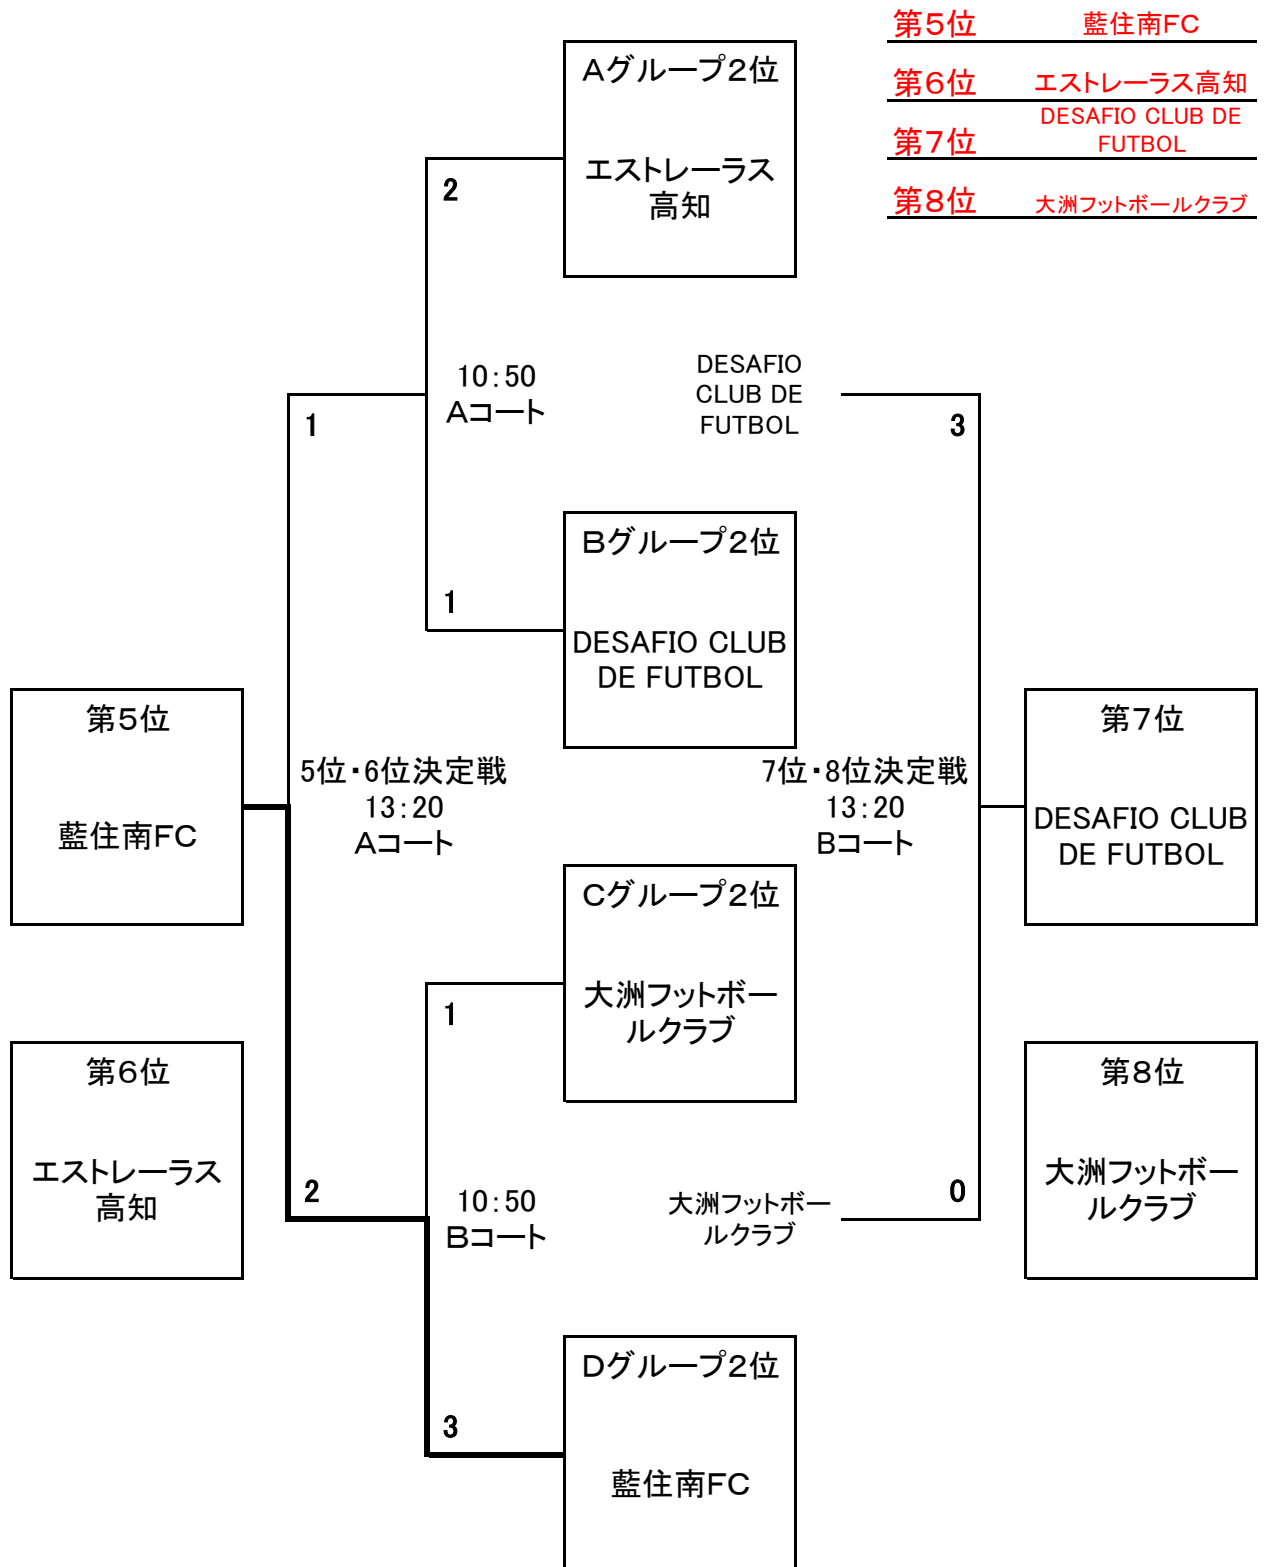 第5位 藍住南FC
第6位 エストレーラス高知
第7位 DESAFIO CLUB DE
FUTBOL
第8位 大洲フットボールクラブ
Aグループ2位
エストレーラス
高知
2
10:50
Aコート
DESAFIO
CLUB DE
FUTBOL
1
3
Bグループ2位
1
DESAFIO CLUB
DE FUTBOL
第5位
藍住南FC
5位・6位決定戦
13:20
Aコート
7位・8位決定戦
13:20
Bコート
第7位
DESAFIO CLUB
DE FUTBOL
Cグループ2位
1
大洲フットボー
ルクラブ
第6位
エストレーラス
高知
2
10:50
Bコート
大洲フットボー
ルクラブ
0
第8位
大洲フットボー
ルクラブ
Dグループ2位
3
藍住南FC